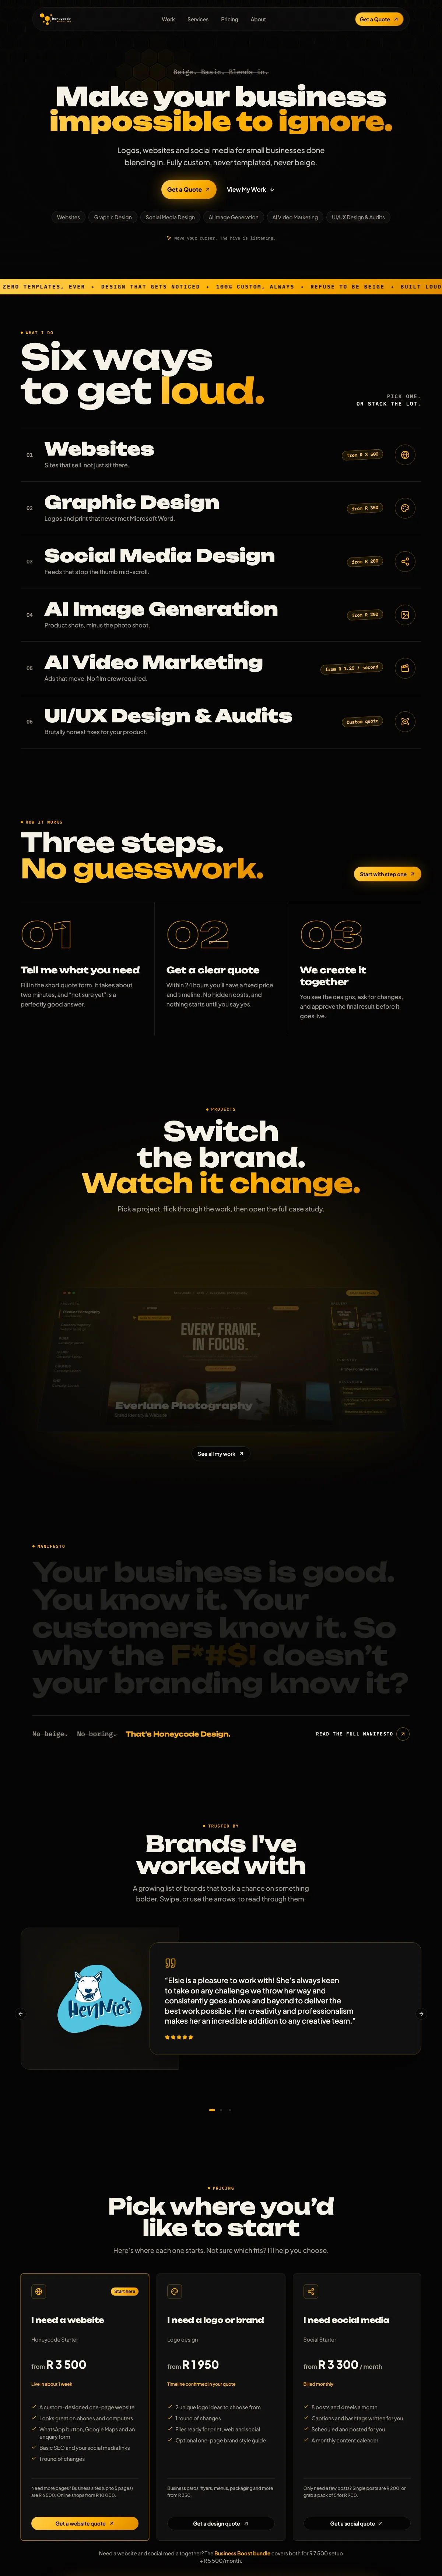 honeycode
Work
Services
Pricing
About
Get a Quote
Beige. Basic. Blends in.
Make your business
impossible to ignore.
Logos, websites and social media for small businesses done
blending in. Fully custom, never templated, never beige.
Get a Quote
View My Work
Websites
Graphic Design
Social Media Design
AI Image Generation
AI Video Marketing
UI/UX Design & Audits
Move your cursor. The hive is listening.
ZERO TEMPLATES, EVER ✦ DESIGN THAT GETS NOTICED ✦ 100% CUSTOM, ALWAYS ✦ REFUSE TO BE BEIGE ✦ BUILT LOUD
WHAT I DO
Six ways
to get loud.
PICK ONE.
OR STACK THE LOT.
01
Websites
Sites that sell, not just sit there.
from R 3 500
02
Graphic Design
Logos and print that never met Microsoft Word.
from R 350
03
Social Media Design
Feeds that stop the thumb mid-scroll.
from R 200
04
AI Image Generation
Product shots, minus the photo shoot.
from R 200
05
AI Video Marketing
Ads that move. No film crew required.
from R 1.25 / second
06
UI/UX Design & Audits
Brutally honest fixes for your product.
Custom quote
HOW IT WORKS
Three steps.
No guesswork.
Start with step one
01
Tell me what you need
Fill in the short quote form. It takes about
two minutes, and "not sure yet" is a
perfectly good answer.
02
Get a clear quote
Within 24 hours you'll have a fixed price
and timeline. No hidden costs, and
nothing starts until you say yes.
03
We create it
together
You see the designs, ask for changes,
and approve the final result before it
goes live.
PROJECTS
Switch
the brand.
Watch it change.
Pick a project, flick through the work, then open the full case study.
EVERY FRAME,
IN FOCUS.
Everlune Photography
Brand Identity & Website
See all my work
MANIFESTO
Your business is good.
You know it. Your
customers know it. So
why the F*#$! doesn't
your branding know it?
No beige.
No boring.
That's Honeycode Design.
READ THE FULL MANIFESTO
TRUSTED BY
Brands I've
worked with
A growing list of brands that took a chance on something
bolder. Swipe, or use the arrows, to read through them.
HenNie's
"Elsie is a pleasure to work with! She's always keen
to take on any challenge we throw her way and
consistently goes above and beyond to deliver the
best work possible. Her creativity and professionalism
makes her an incredible addition to any creative team."
PRICING
Pick where you'd
like to start
Here's where each one starts. Not sure which fits? I'll help you choose.
Start here
I need a website
Honeycode Starter
from R 3 500
Live in about 1 week
A custom-designed one-page website
Looks great on phones and computers
WhatsApp button, Google Maps and an
enquiry form
Basic SEO and your social media links
1 round of changes
Need more pages? Business sites (up to 5 pages)
are R 6 500. Online shops from R 10 000.
Get a website quote
I need a logo or brand
Logo design
from R 1 950
Timeline confirmed in your quote
2 unique logo ideas to choose from
1 round of changes
Files ready for print, web and social
Optional one-page brand style guide
Business cards, flyers, menus, packaging and more
from R 350.
Get a design quote
I need social media
Social Starter
from R 3 300 / month
Billed monthly
8 posts and 4 reels a month
Captions and hashtags written for you
Scheduled and posted for you
A monthly content calendar
Only need a few posts? Single posts are R 200, or
grab a pack of 5 for R 900.
Get a social quote
Need a website and social media together? The Business Boost bundle covers both for R 7 500 setup
+ R 5 500/month.